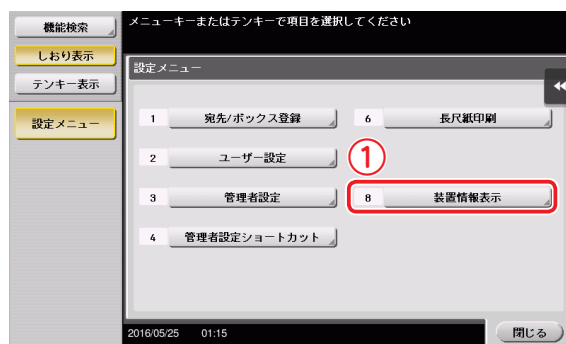 機能検索
メニューキーまたはテンキーで項目を選択してください
しおり表示
テンキー表示
設定メニュー
設定メニュー
1 宛先/ボックス登録
6 長尺紙印刷
2 ユーザー設定
①
3 管理者設定
8 装置情報表示
4 管理者設定ショートカット
2016/05/25 01:15
閉じる